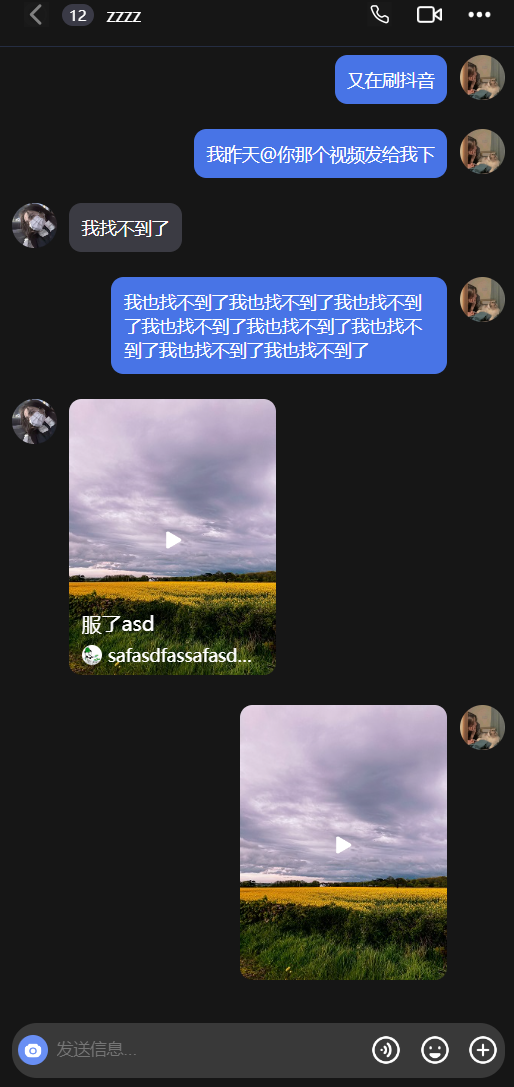 12 zzzz
又在刷抖音
我昨天@你那个视频发给我下
我找不到了
我也找不到了我也找不到了我也找不到
了我也找不到了我也找不到了我也找不
到了我也找不到了我也找不到了
服了asd
safasdfassafasd...
发送信息...